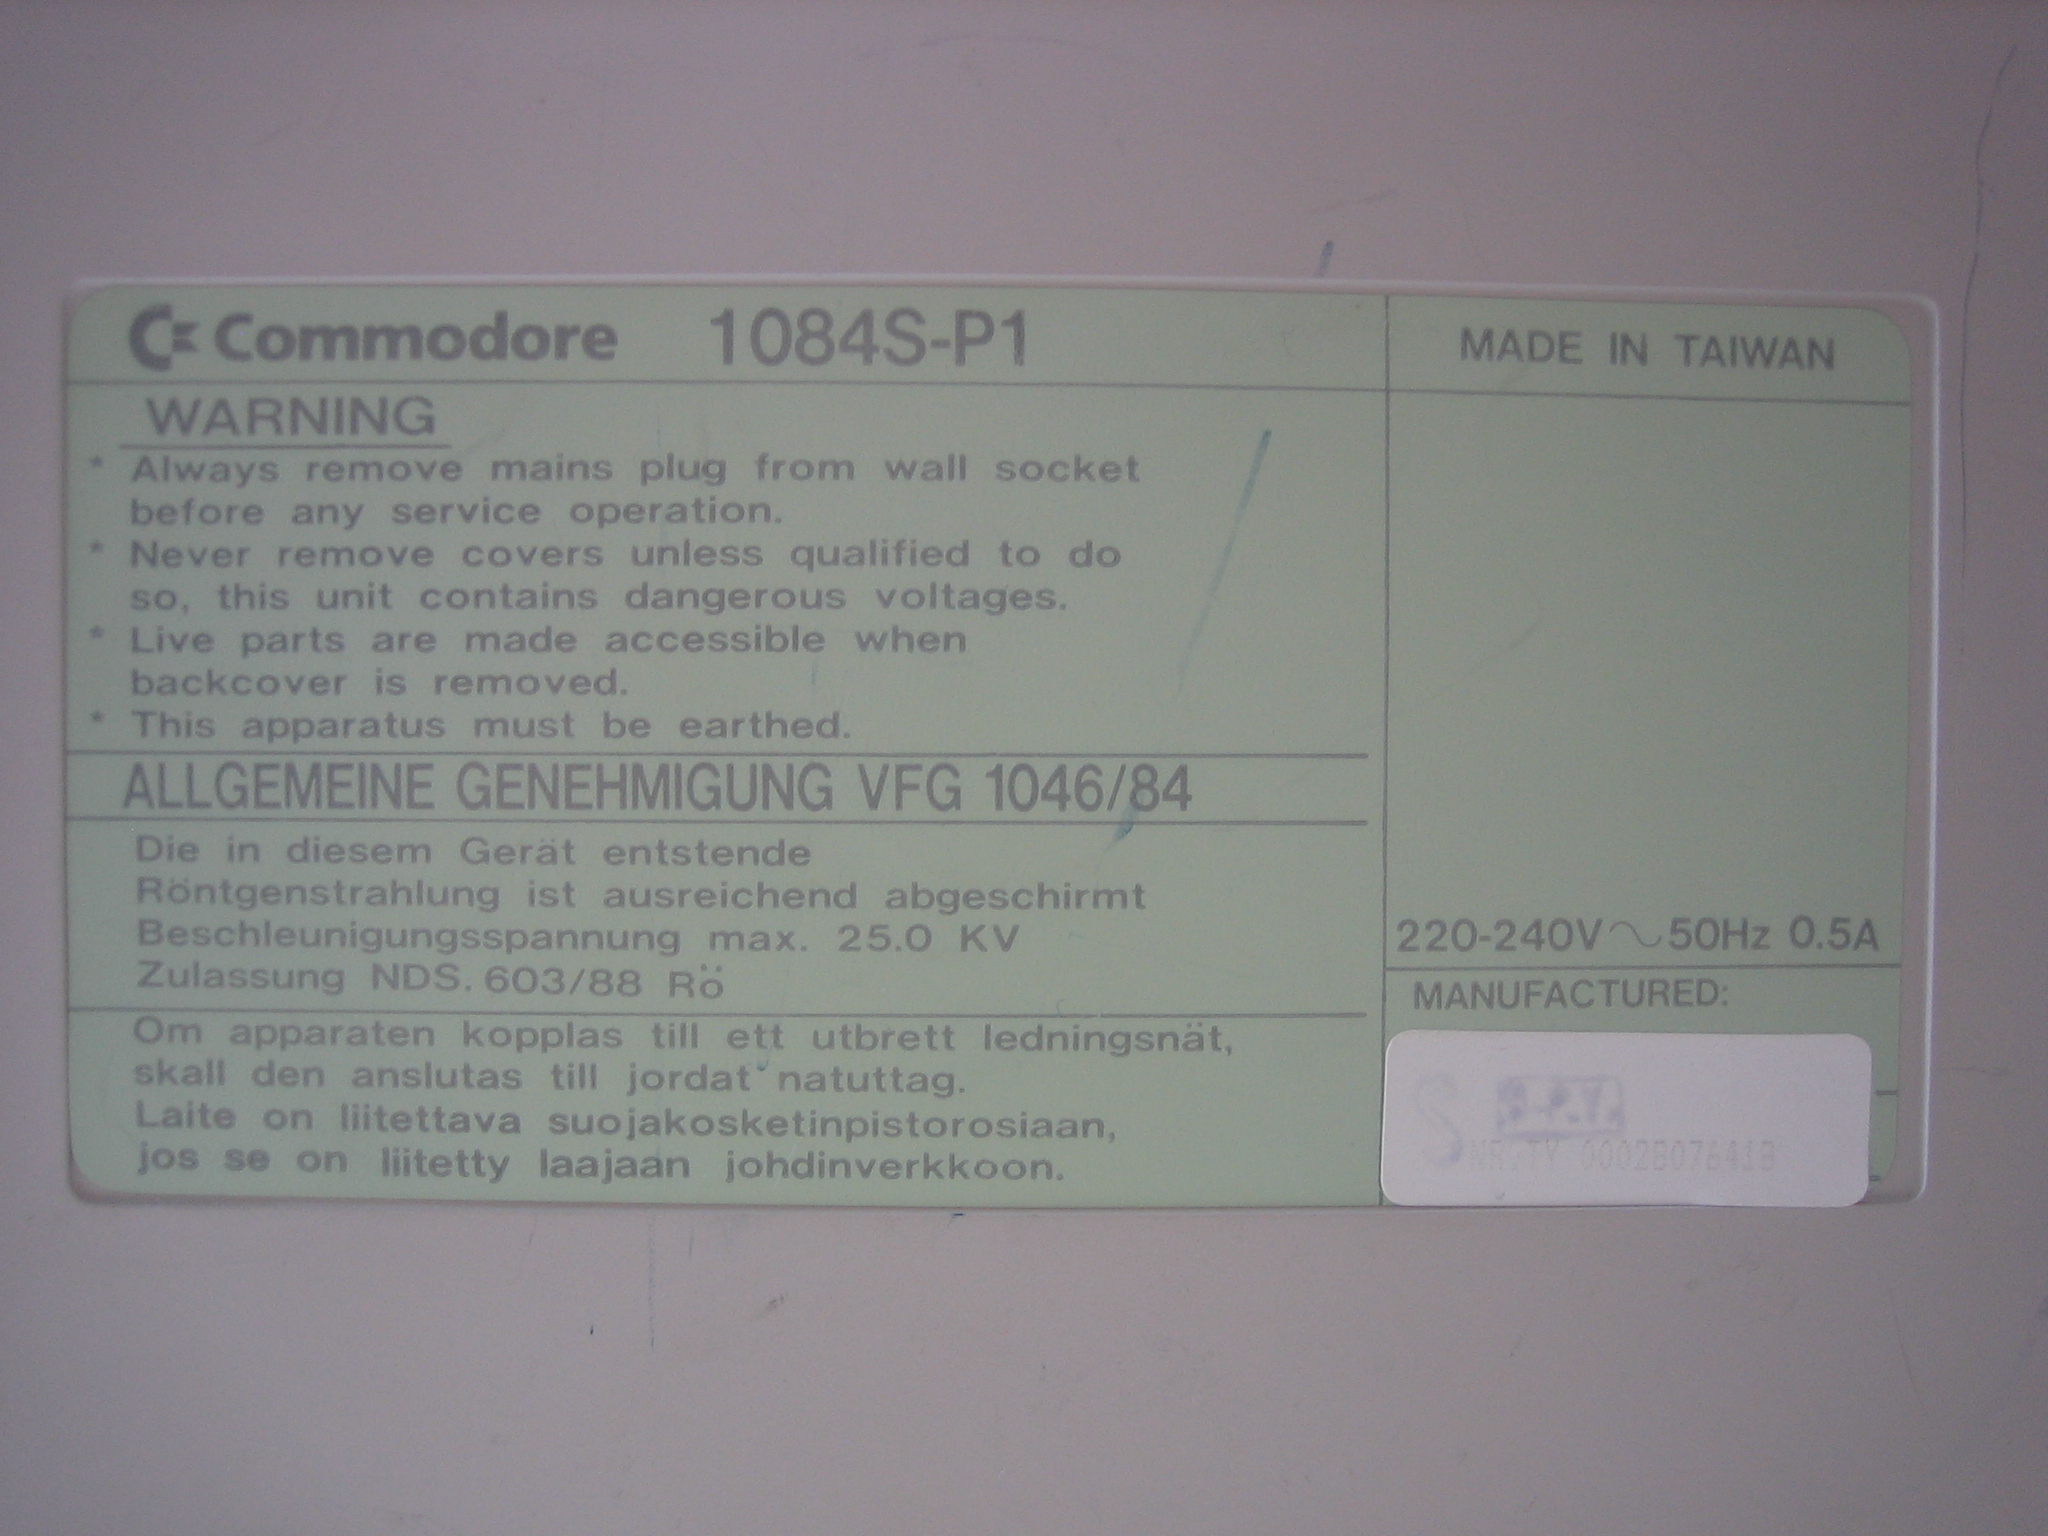 Commodore 1084S-P1
MADE IN TAIWAN
WARNING
* Always remove mains plug from wall socket
before any service operation.
* Never remove covers unless qualified to do
so, this unit contains dangerous voltages.
* Live parts are made accessible when
backcover is removed.
* This apparatus must be earthed.
ALLGEMEINE GENEHMIGUNG VFG 1046/84
Die in diesem Gerät entstende
Röntgenstrahlung ist ausreichend abgeschirmt
Beschleunigungsspannung max. 25.0 KV
Zulassung NDS. 603/88 Rö
Om apparaten kopplas till ett utbrett ledningsnät,
skall den anslutas till jordat natuttag.
Laite on liitettava suojakosketinpistorosiaan,
jos se on liitetty laajaan johdinverkkoon.
220-240V~50Hz 0.5A
MANUFACTURED:
NR.TY